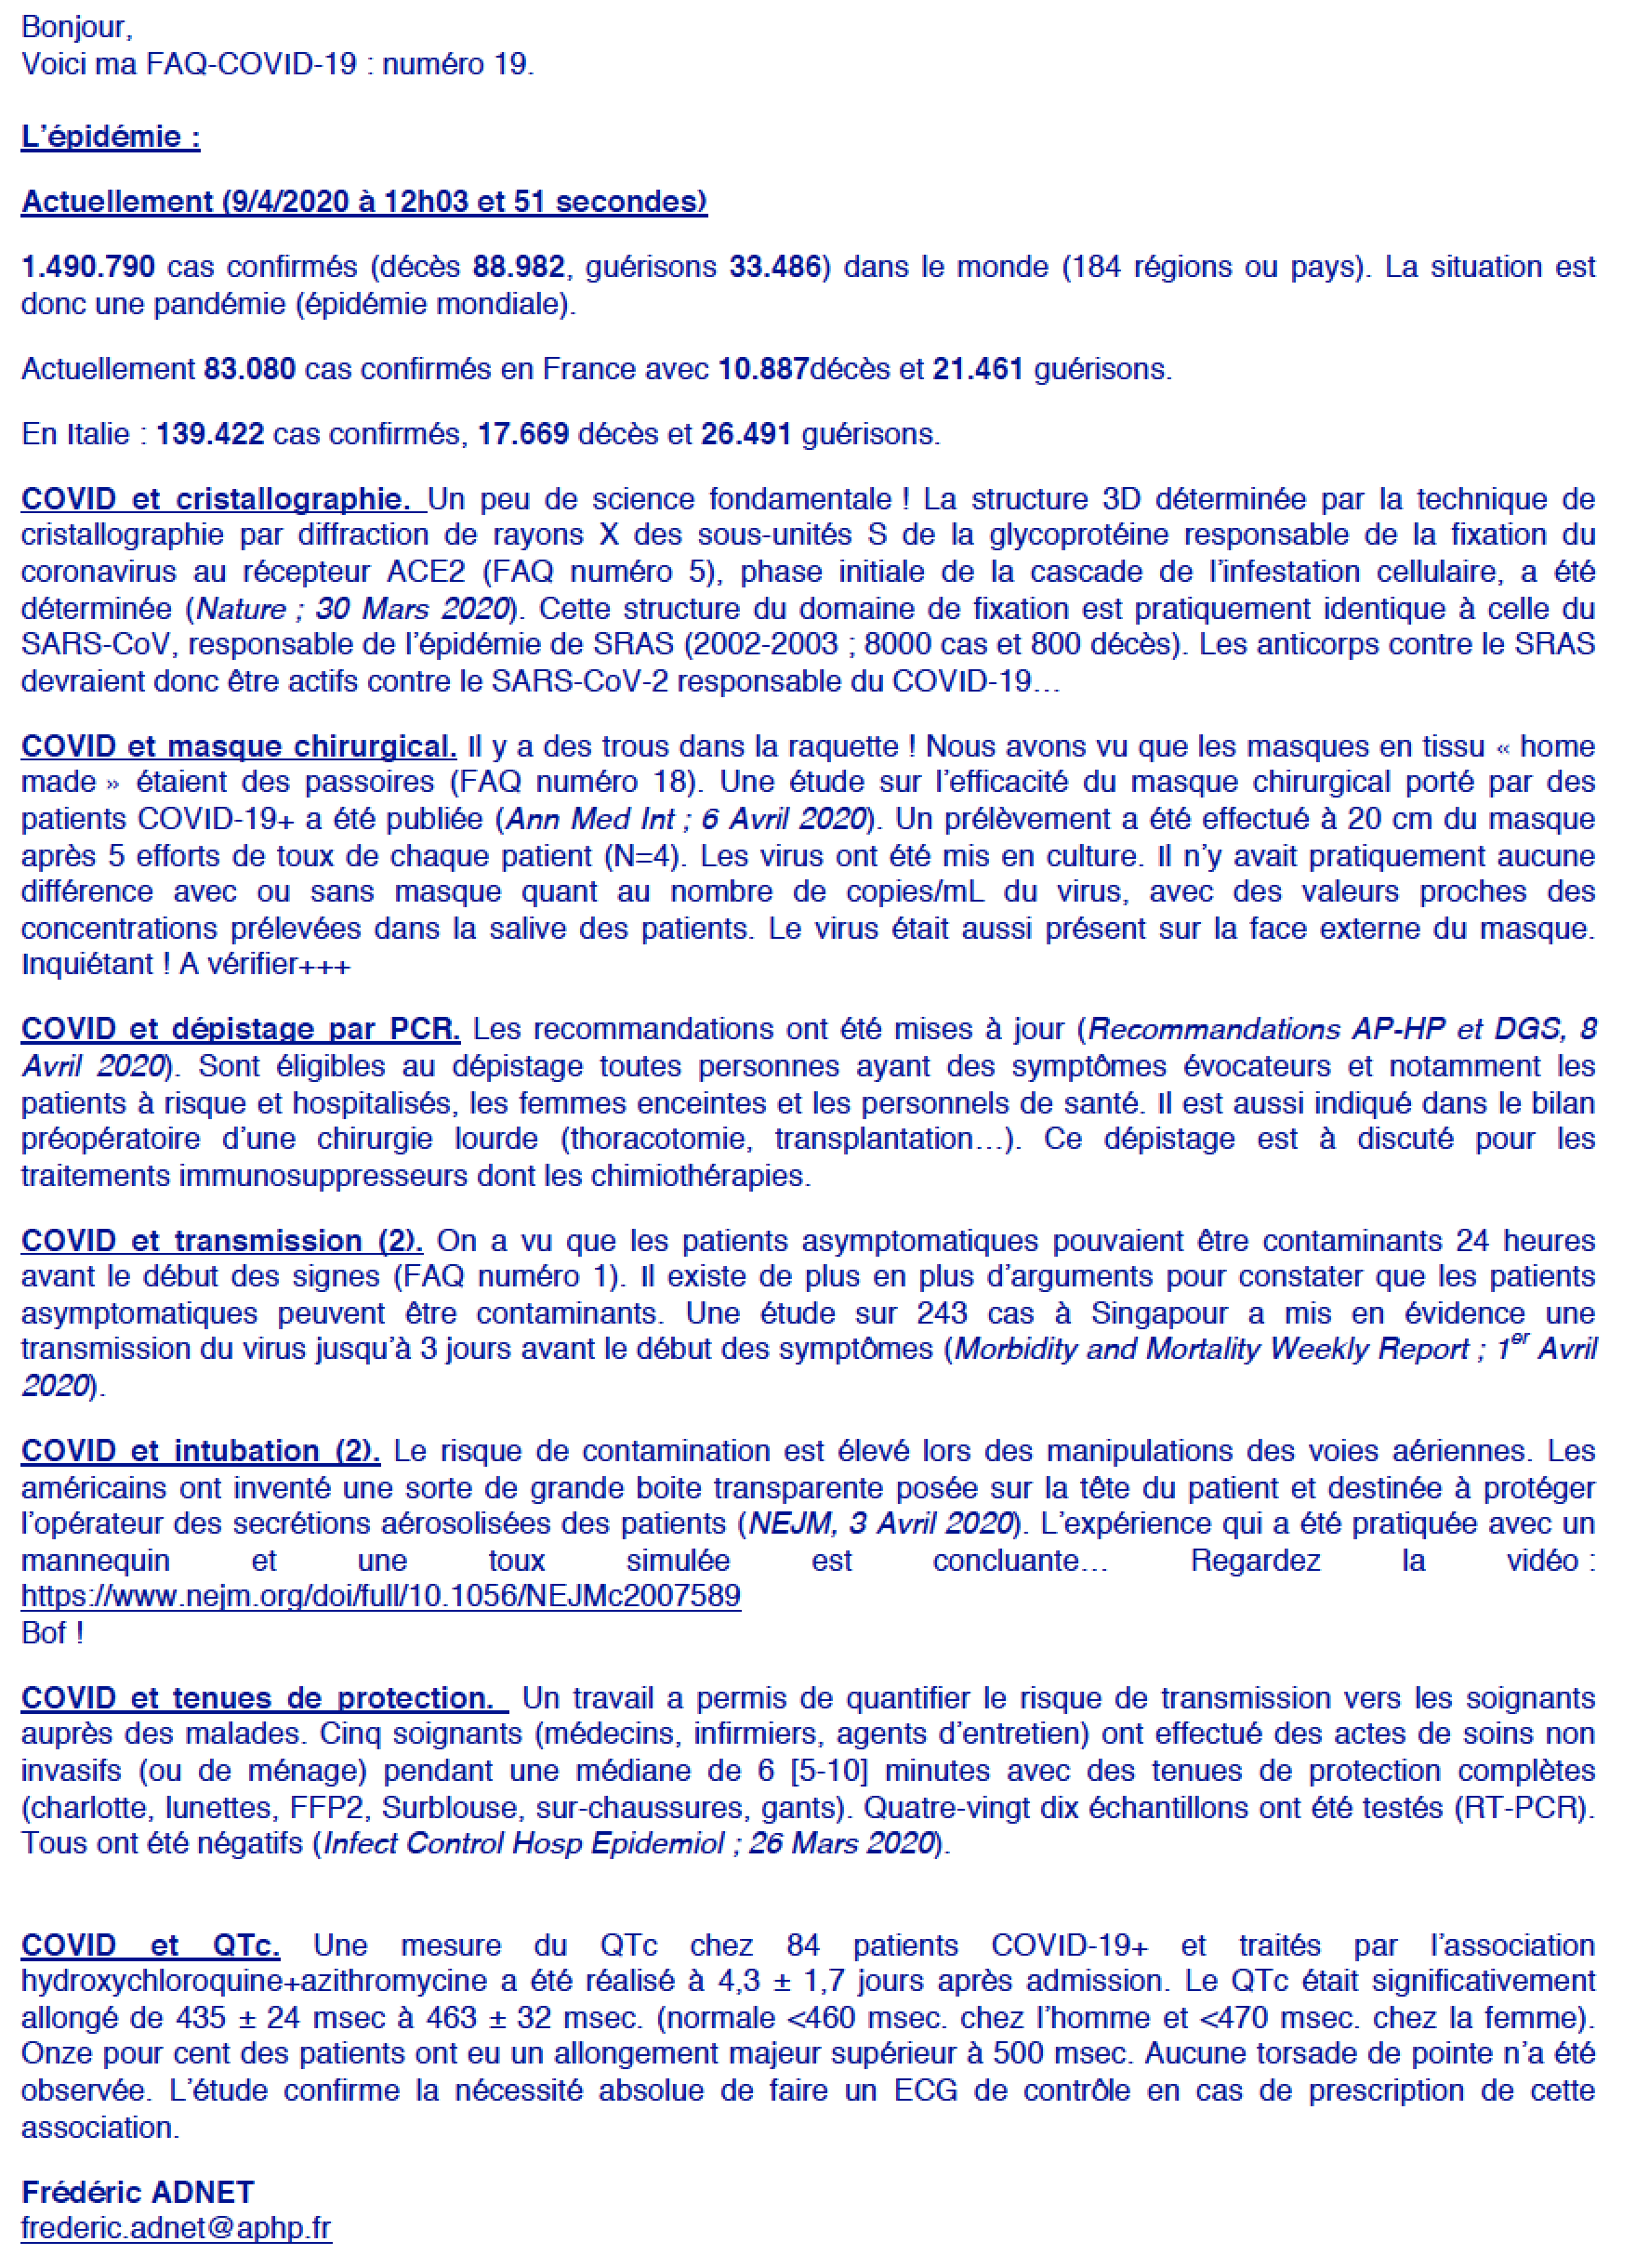 Bonjour,
Voici ma FAQ-COVID-19 : numéro 19.
L’épidémie :
Actuellement (9/4/2020 à 12h03 et 51 secondes)
1.490.790 cas confirmés (décès 88.982, guérisons 33.486) dans le monde (184 régions ou pays). La situation est
donc une pandémie (épidémie mondiale).
Actuellement 83.080 cas confirmés en France avec 10.887décès et 21.461 guérisons.
En Italie : 139.422 cas confirmés, 17.669 décès et 26.491 guérisons.
COVID et cristallographie. Un peu de science fondamentale ! La structure 3D déterminée par la technique de
cristallographie par diffraction de rayons X des sous-unités S de la glycoprotéine responsable de la fixation du
coronavirus au récepteur ACE2 (FAQ numéro 5), phase initiale de la cascade de l’infestation cellulaire, a été
déterminée (Nature ; 30 Mars 2020). Cette structure du domaine de fixation est pratiquement identique à celle du
SARS-CoV, responsable de l’épidémie de SRAS (2002-2003 ; 8000 cas et 800 décès). Les anticorps contre le SRAS
devraient donc être actifs contre le SARS-CoV-2 responsable du COVID-19…
COVID et masque chirurgical. Il y a des trous dans la raquette ! Nous avons vu que les masques en tissu « home
made » étaient des passoires (FAQ numéro 18). Une étude sur l’efficacité du masque chirurgical porté par des
patients COVID-19+ a été publiée (Ann Med Int ; 6 Avril 2020). Un prélèvement a été effectué à 20 cm du masque
après 5 efforts de toux de chaque patient (N=4). Les virus ont été mis en culture. Il n’y avait pratiquement aucune
différence avec ou sans masque quant au nombre de copies/mL du virus, avec des valeurs proches des
concentrations prélevées dans la salive des patients. Le virus était aussi présent sur la face externe du masque.
Inquiétant ! A vérifier+++
COVID et dépistage par PCR. Les recommandations ont été mises à jour (Recommandations AP-HP et DGS, 8
Avril 2020). Sont éligibles au dépistage toutes personnes ayant des symptômes évocateurs et notamment les
patients à risque et hospitalisés, les femmes enceintes et les personnels de santé. Il est aussi indiqué dans le bilan
préopératoire d’une chirurgie lourde (thoracotomie, transplantation…). Ce dépistage est à discuté pour les
traitements immunosuppresseurs dont les chimiothérapies.
COVID et transmission (2). On a vu que les patients asymptomatiques pouvaient être contaminants 24 heures
avant le début des signes (FAQ numéro 1). Il existe de plus en plus d’arguments pour constater que les patients
asymptomatiques peuvent être contaminants. Une étude sur 243 cas à Singapour a mis en évidence une
transmission du virus jusqu’à 3 jours avant le début des symptômes (Morbidity and Mortality Weekly Report ; 1er Avril
2020).
COVID et intubation (2). Le risque de contamination est élevé lors des manipulations des voies aériennes. Les
américains ont inventé une sorte de grande boite transparente posée sur la tête du patient et destinée à protéger
l’opérateur des secrétions aérosolisées des patients (NEJM, 3 Avril 2020). L’expérience qui a été pratiquée avec un
mannequin et une toux simulée est concluante… Regardez la vidéo :
https://www.nejm.org/doi/full/10.1056/NEJMc2007589
Bof !
COVID et tenues de protection. Un travail a permis de quantifier le risque de transmission vers les soignants
auprès des malades. Cinq soignants (médecins, infirmiers, agents d’entretien) ont effectué des actes de soins non
invasifs (ou de ménage) pendant une médiane de 6 [5-10] minutes avec des tenues de protection complètes
(charlotte, lunettes, FFP2, Surblouse, sur-chaussures, gants). Quatre-vingt dix échantillons ont été testés (RT-PCR).
Tous ont été négatifs (Infect Control Hosp Epidemiol ; 26 Mars 2020).
COVID et QTc. Une mesure du QTc chez 84 patients COVID-19+ et traités par l’association
hydroxychloroquine+azithromycine a été réalisé à 4,3 ± 1,7 jours après admission. Le QTc était significativement
allongé de 435 ± 24 msec à 463 ± 32 msec. (normale <460 msec. chez l’homme et <470 msec. chez la femme).
Onze pour cent des patients ont eu un allongement majeur supérieur à 500 msec. Aucune torsade de pointe n’a été
observée. L’étude confirme la nécessité absolue de faire un ECG de contrôle en cas de prescription de cette
association.
Frédéric ADNET
frederic.adnet@aphp.fr